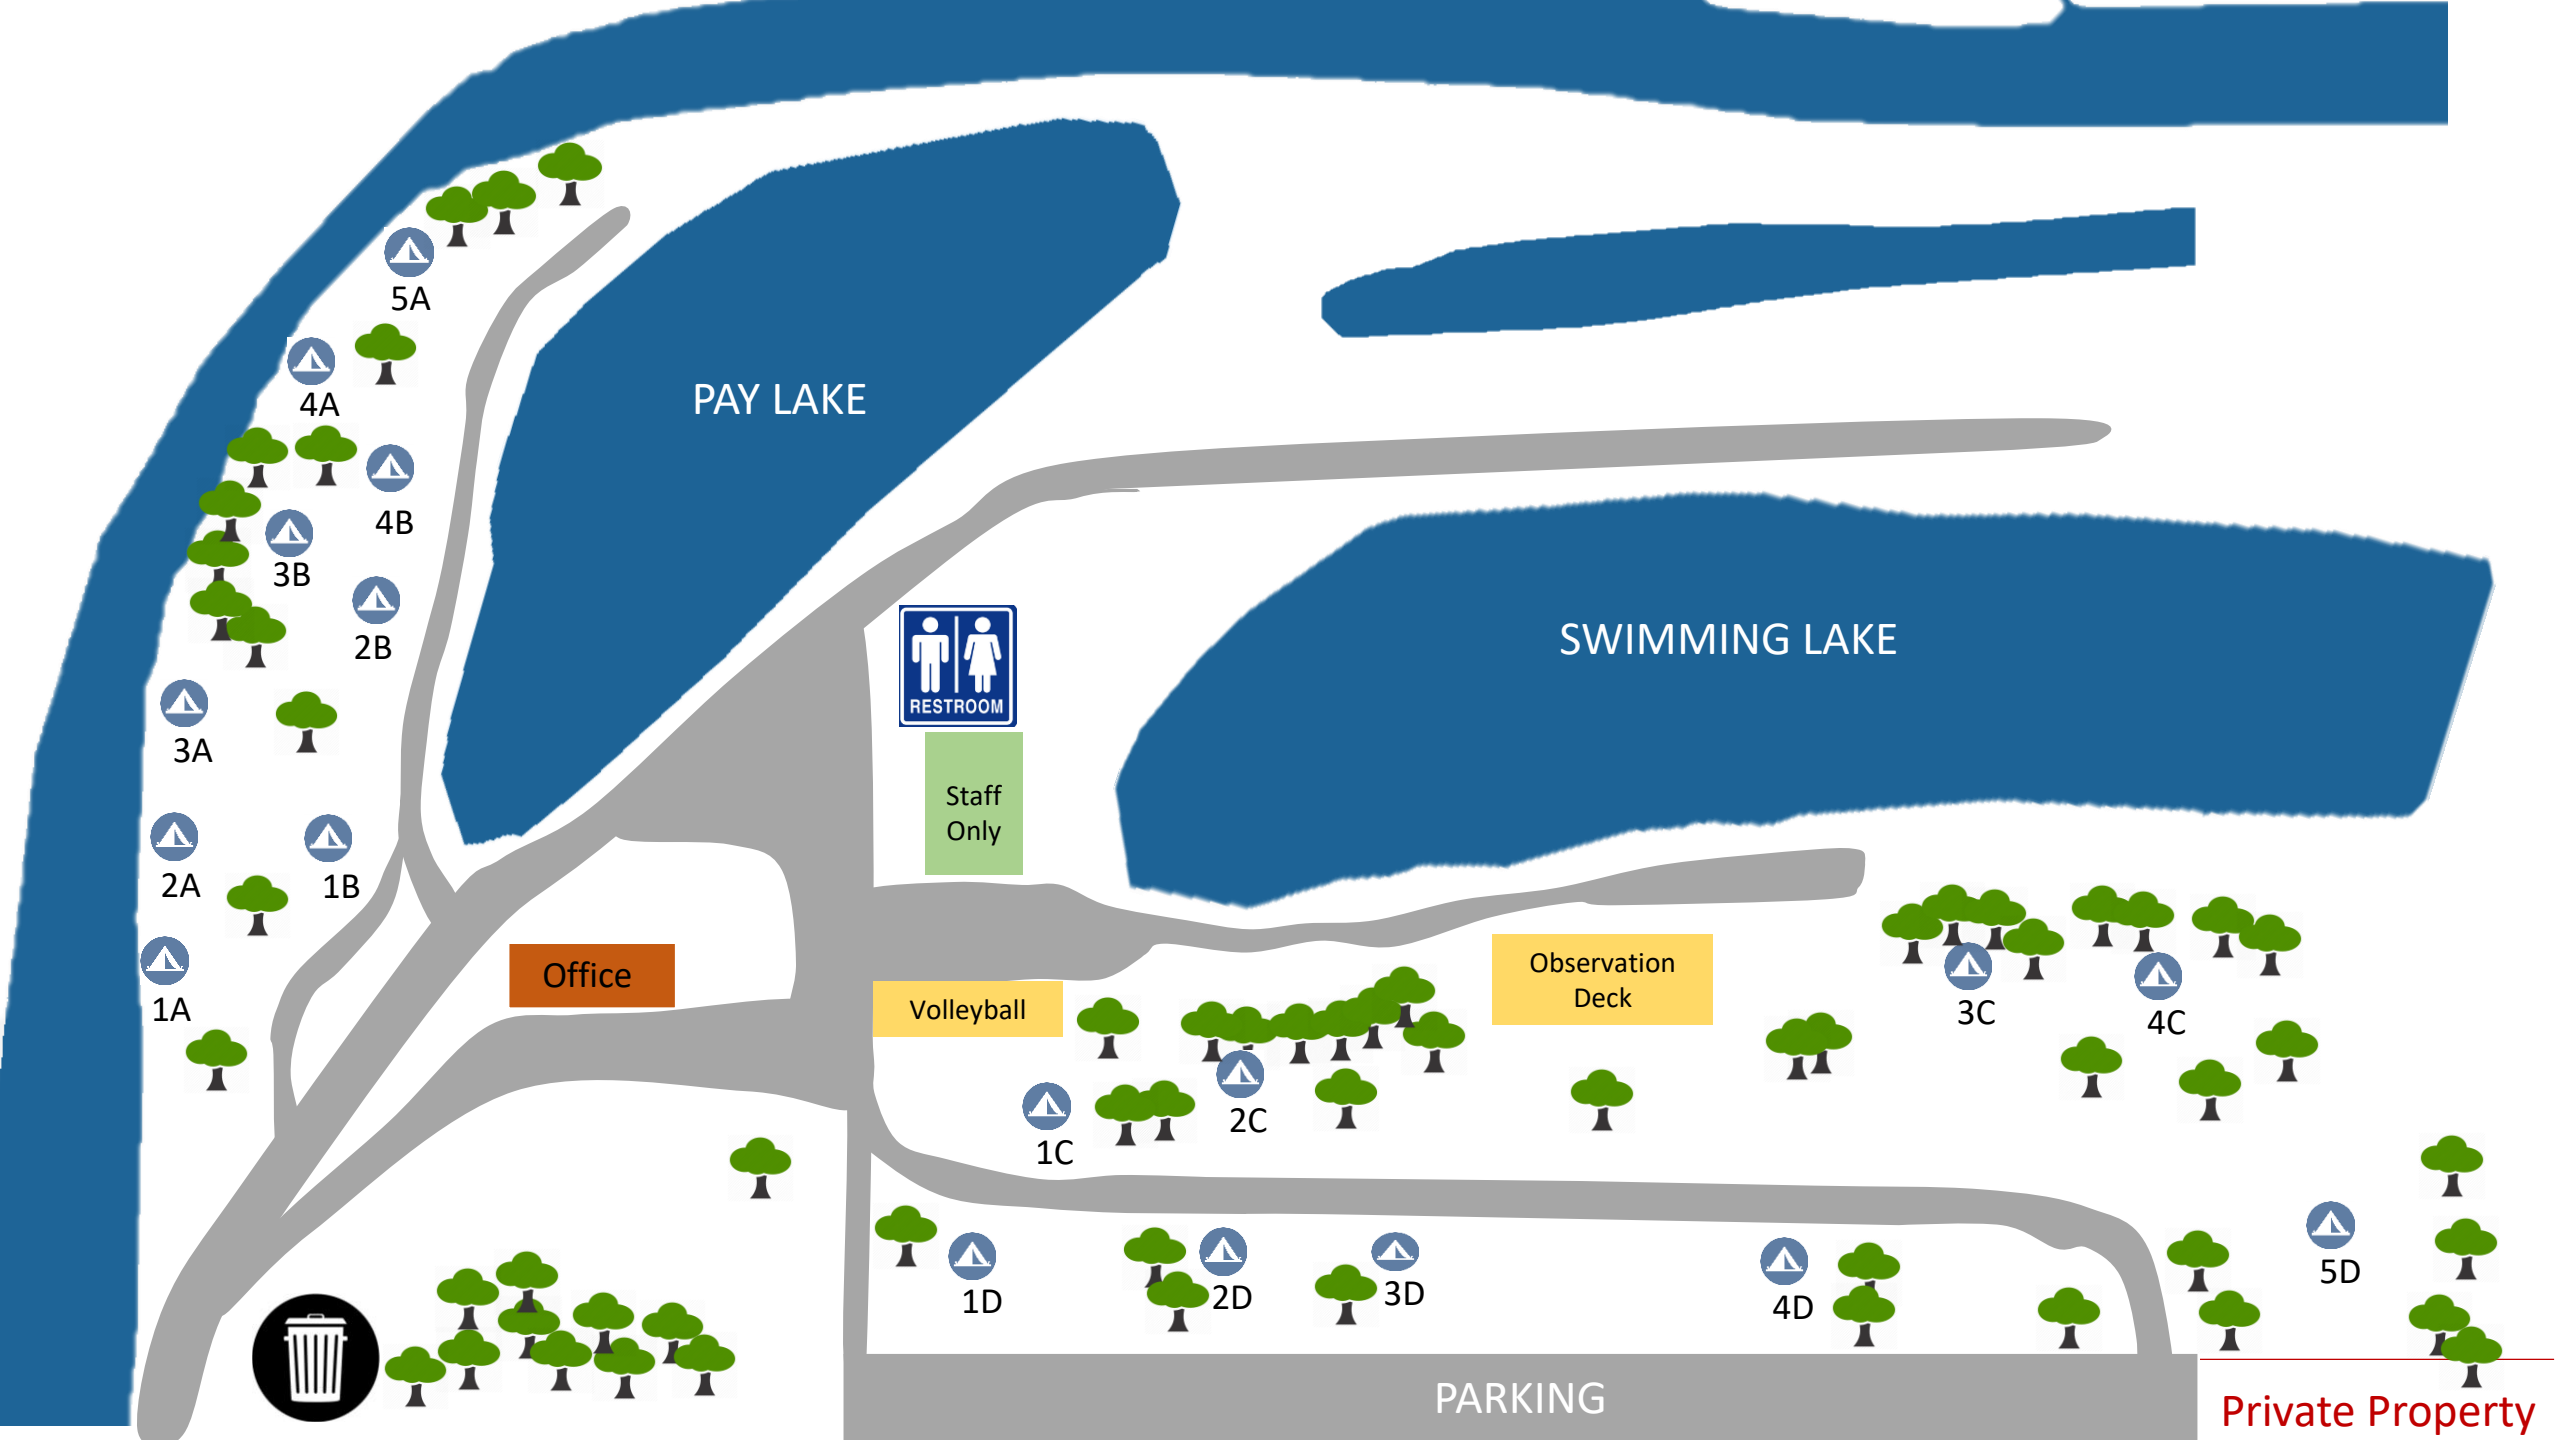 5A
4A
PAY LAKE
4B
3B
2B
SWIMMING LAKE
RESTROOM
3A
Staff
Only
2A
1B
Office
Observation
Deck
1A
Volleyball
3C
4C
2C
1C
1D
2D
3D
4D
5D
PARKING
Private Property